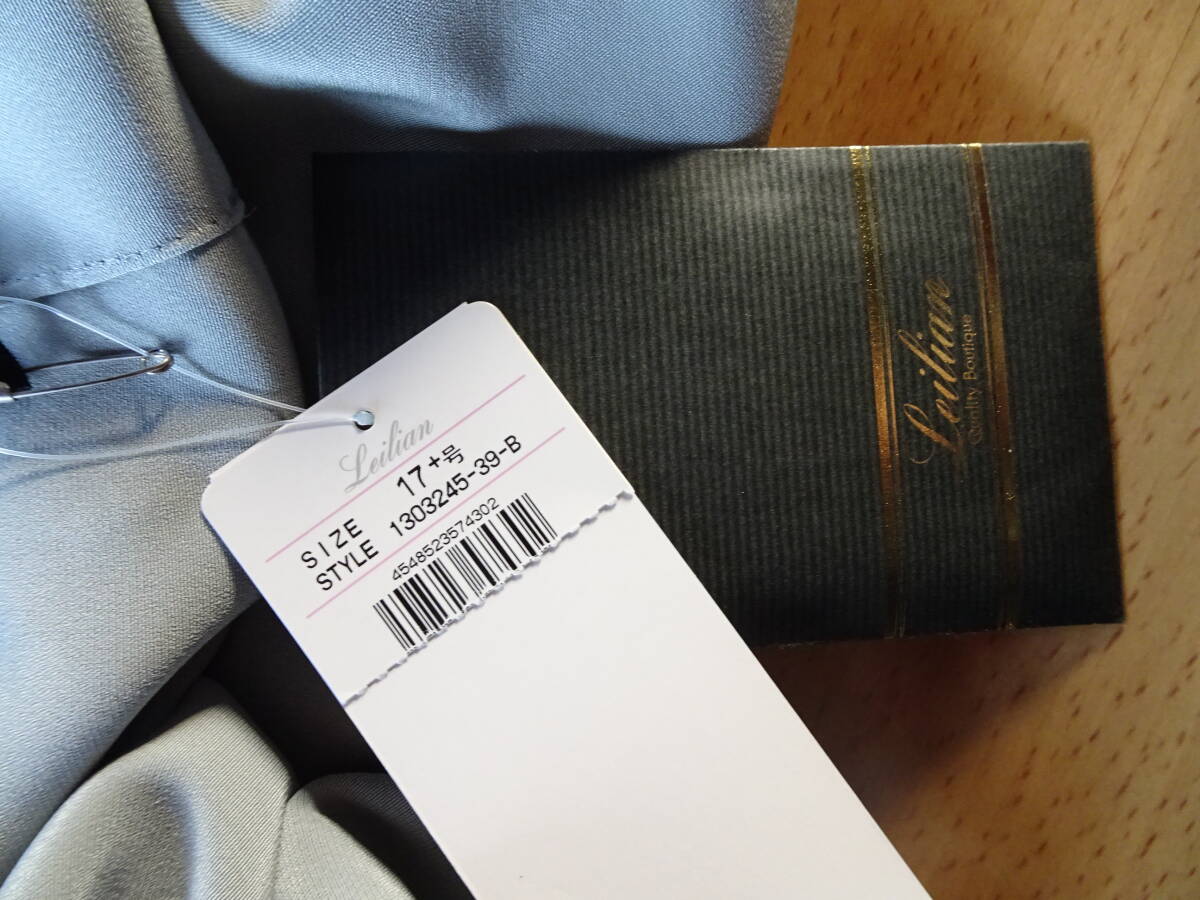 Leilian
SIZE 17+号
STYLE 1303245-39-B
4548523574302
Leilian
Quality Boutique